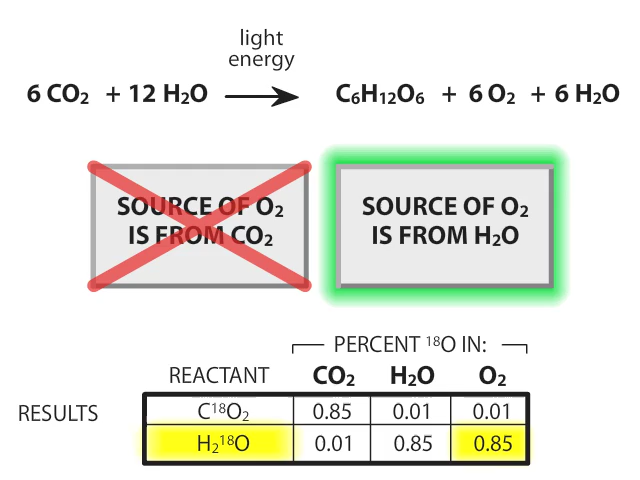 light
energy
6 CO₂ + 12 H₂O → C₆H₁₂O₆ + 6 O₂ + 6 H₂O
SOURCE OF O₂
IS FROM CO₂
SOURCE OF O₂
IS FROM H₂O
PERCENT ¹⁸O IN:
REACTANT CO₂ H₂O O₂
RESULTS
C¹⁸O₂ 0.85 0.01 0.01
H₂¹⁸O 0.01 0.85 0.85